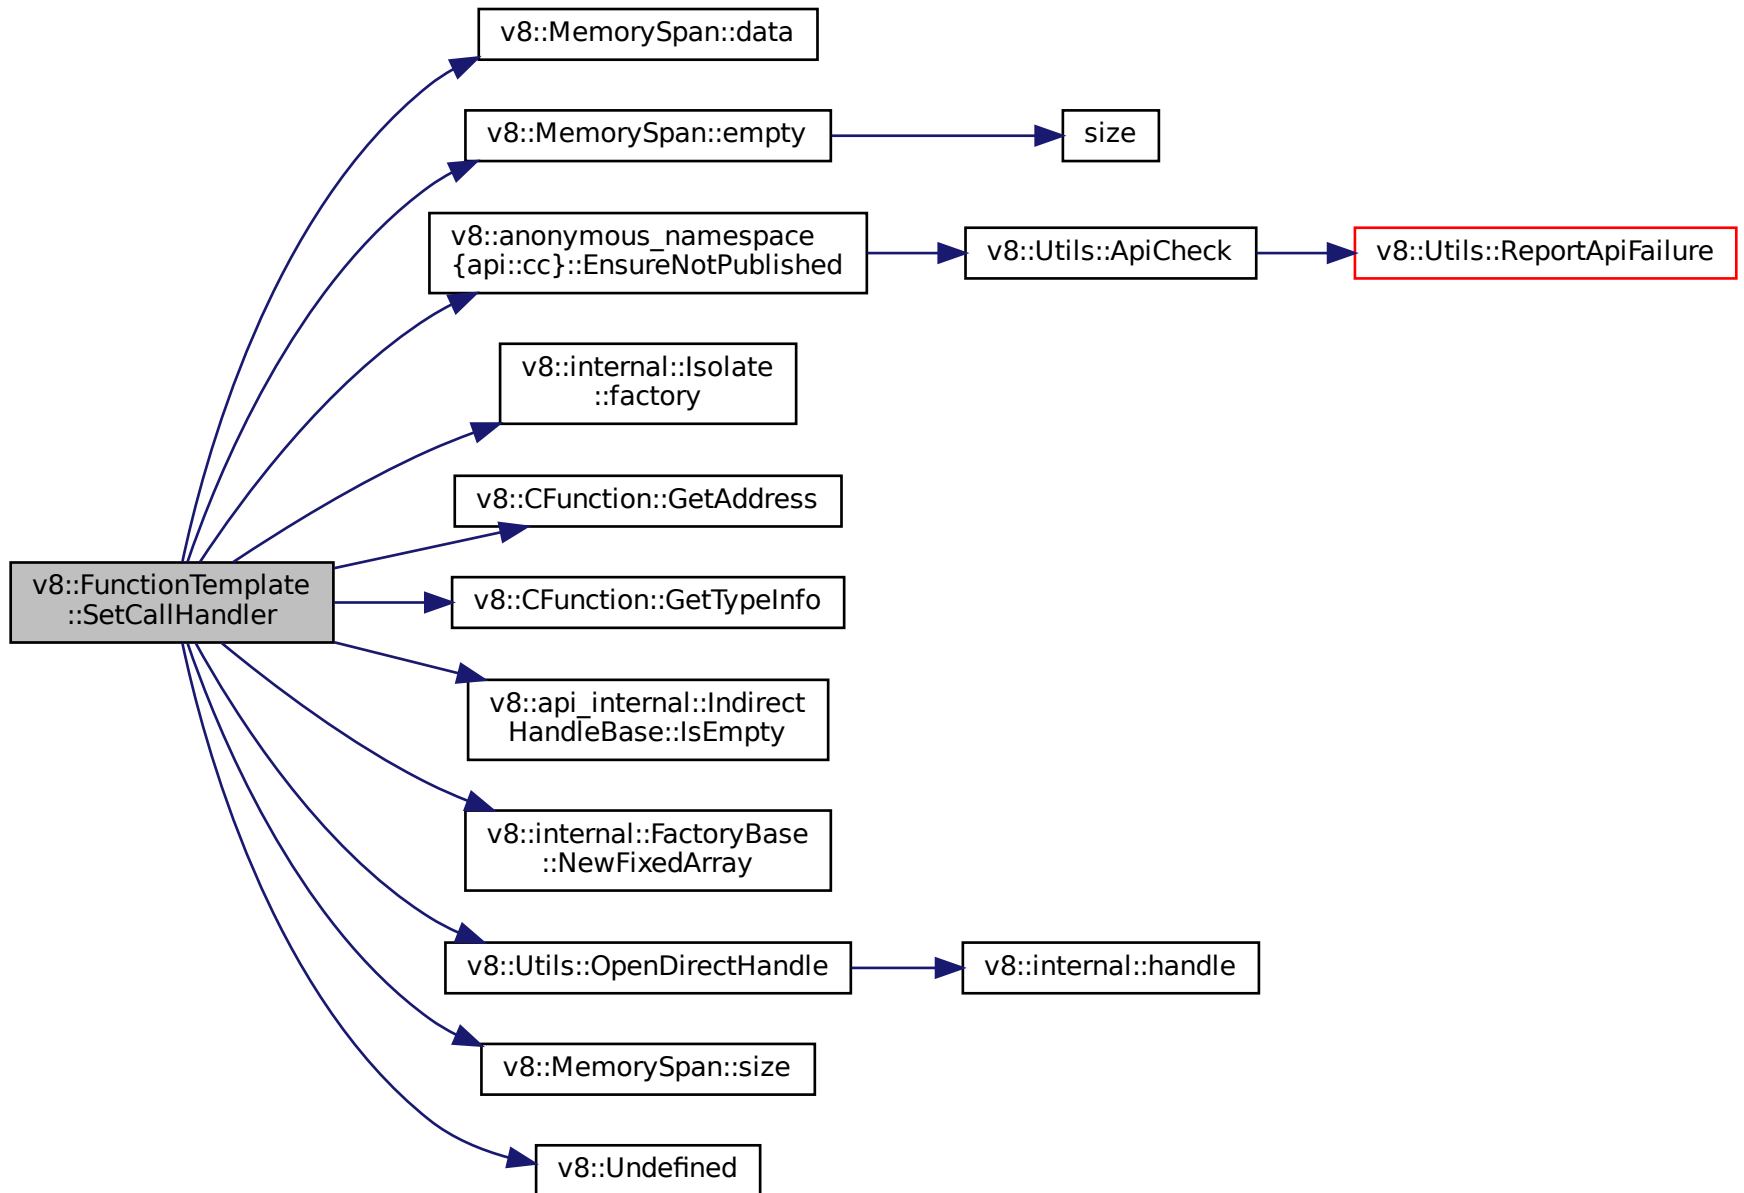 v8::MemorySpan::data
v8::MemorySpan::empty
size
v8::anonymous_namespace
{api::cc}::EnsureNotPublished
v8::Utils::ApiCheck
v8::Utils::ReportApiFailure
v8::internal::Isolate
::factory
v8::CFunction::GetAddress
v8::FunctionTemplate
::SetCallHandler
v8::CFunction::GetTypeInfo
v8::api_internal::Indirect
HandleBase::IsEmpty
v8::internal::FactoryBase
::NewFixedArray
v8::Utils::OpenDirectHandle
v8::internal::handle
v8::MemorySpan::size
v8::Undefined